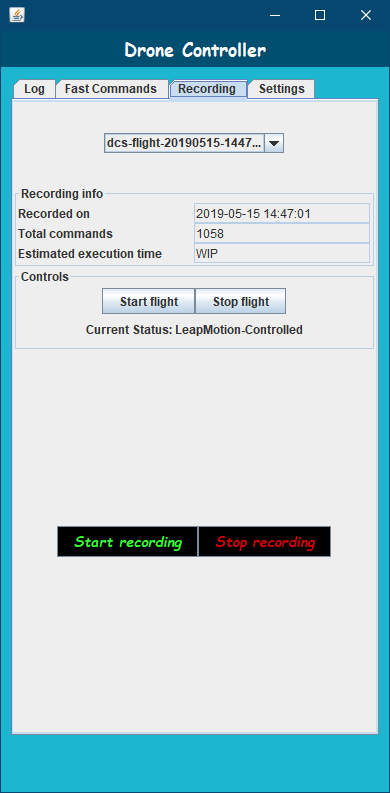 Drone Controller
Log Fast Commands Recording Settings
dcs-flight-20190515-1447...
Recording info
Recorded on 2019-05-15 14:47:01
Total commands 1058
Estimated execution time WIP
Controls
Start flight Stop flight
Current Status: LeapMotion-Controlled
Start recording Stop recording